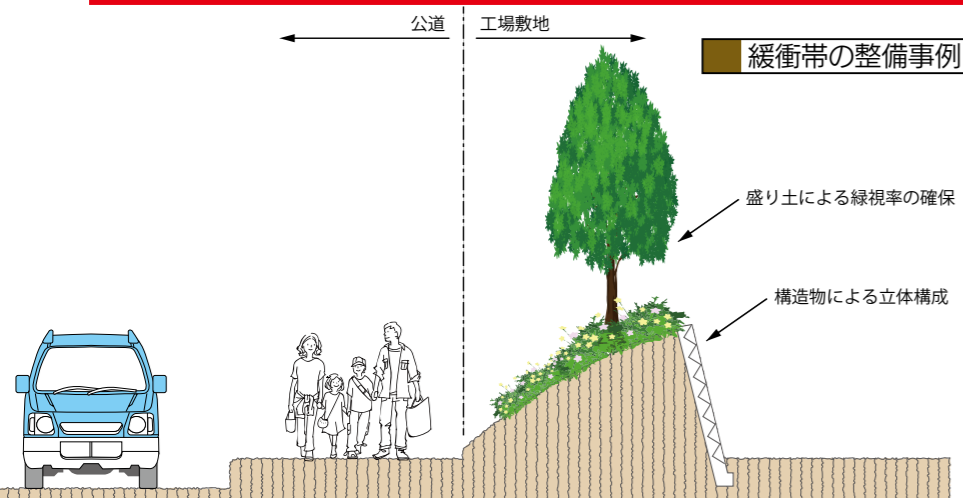 公道
工場敷地
緩衝帯の整備事例
盛り土による緑視率の確保
構造物による立体構成